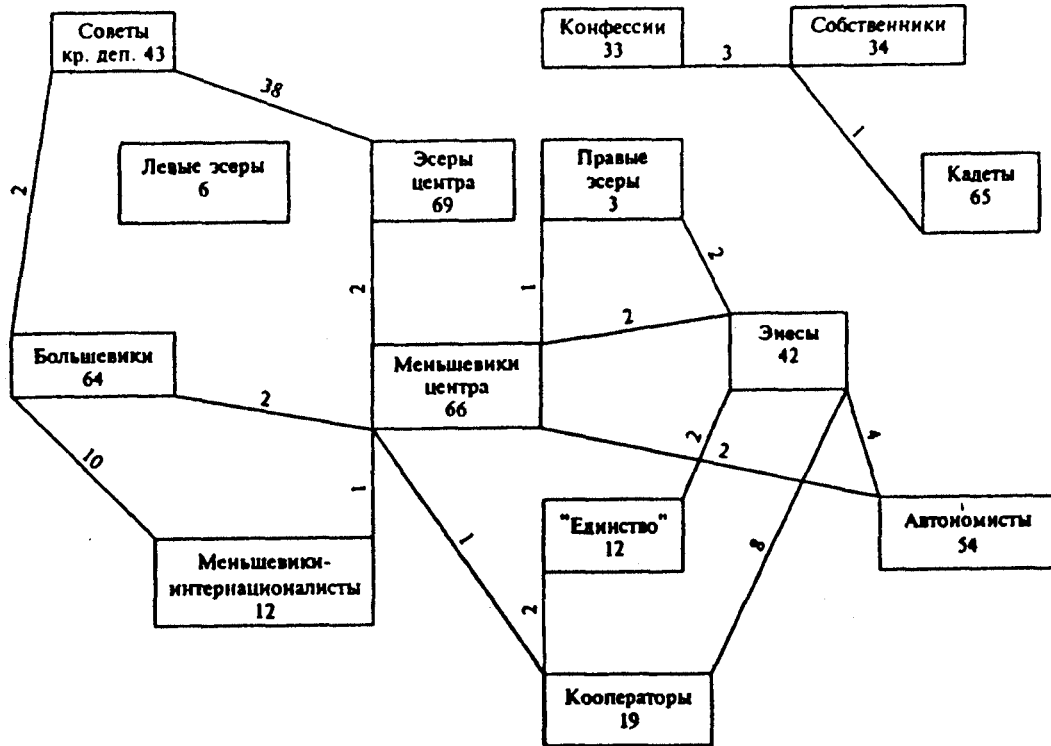 Советы
кр. деп. 43
Конфессии
33
3
Собственники
34
38
1
Левые эсеры
6
Эсеры
центра
69
Правые
эсеры
3
Кадеты
65
2
2
1
2
2
Большевики
64
Меньшевики
центра
66
Энесы
42
2
10
1
2
2
4
1
"Единство"
12
8
Автономисты
54
Меньшевики-
интернационалисты
12
2
Кооператоры
19